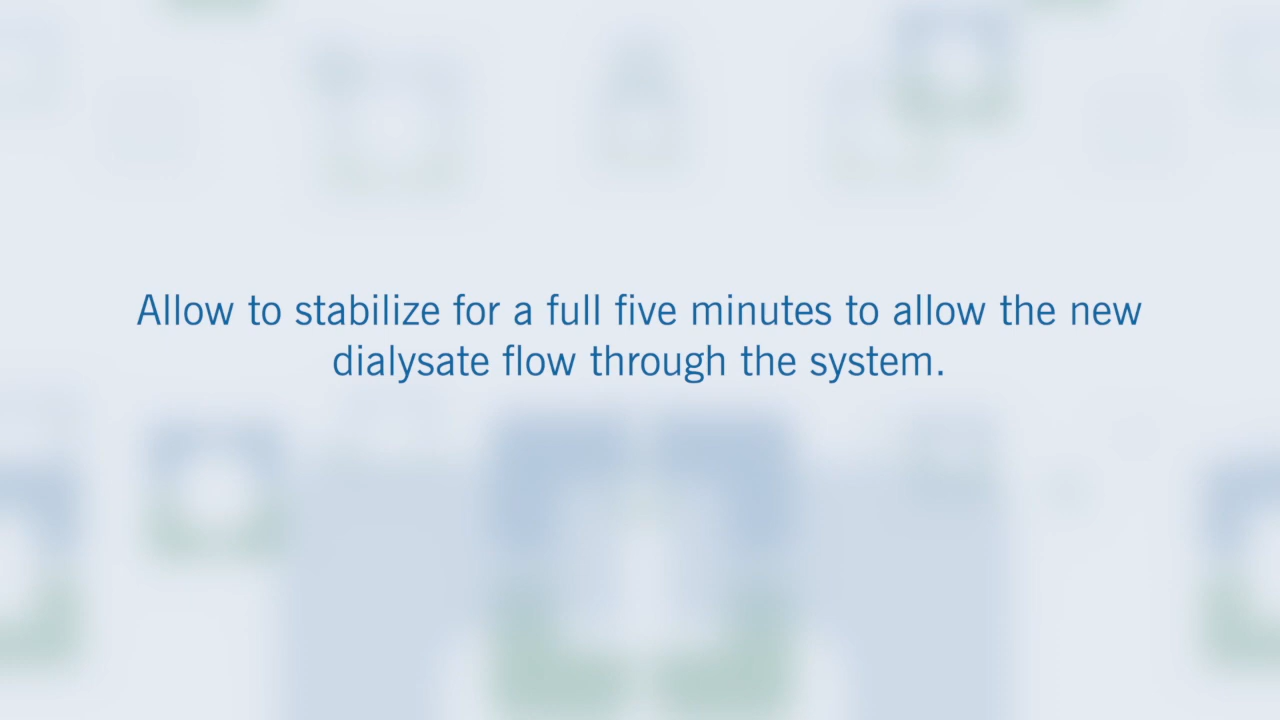 Allow to stabilize for a full five minutes to allow the new
dialysate flow through the system.